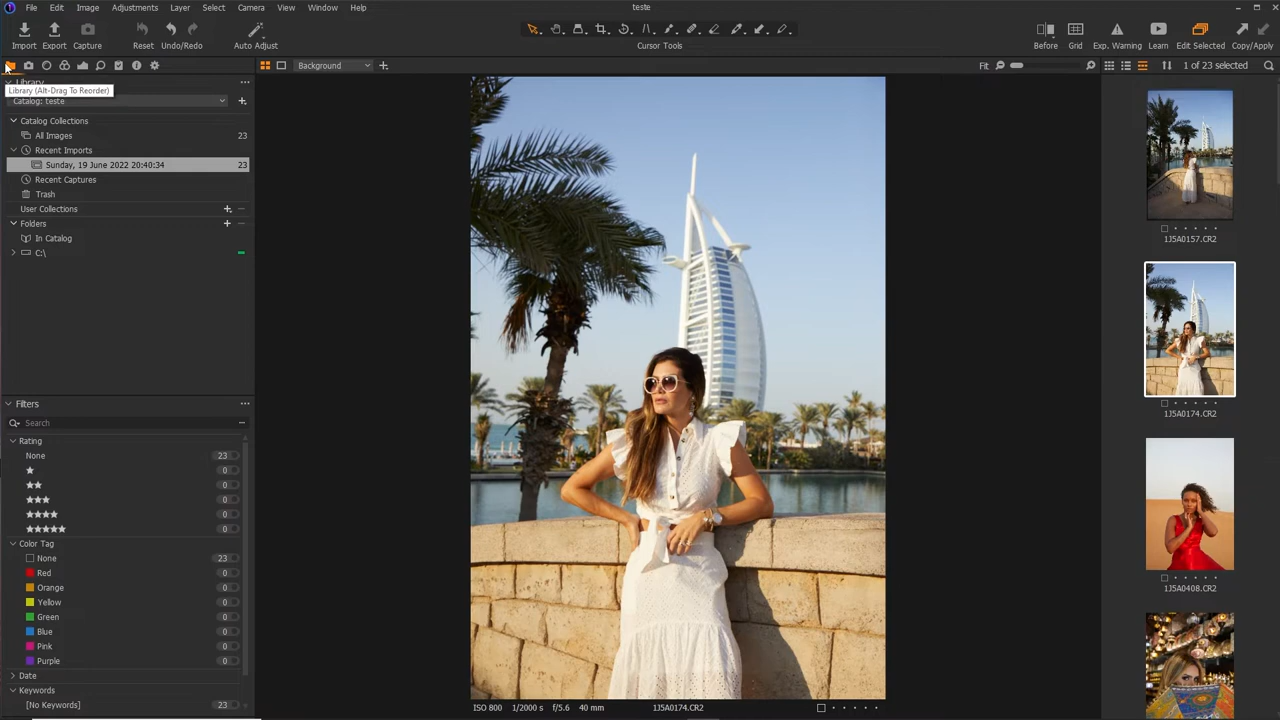 File Edit Image Adjustments Layer Select Camera View Window Help
teste
Import Export Capture Reset Undo/Redo Auto Adjust
Cursor Tools
Before Grid Exp. Warning Learn Edit Selected Copy/Apply
Library
Library (Alt-Drag To Reorder)
Catalog: teste
Catalog Collections
All Images 23
Recent Imports
Sunday, 19 June 2022 20:40:34 23
Recent Captures
Trash
User Collections
Folders
In Catalog
C:\
Filters
Search
Rating
None 23
★ 0
★★ 0
★★★ 0
★★★★ 0
★★★★★ 0
Color Tag
None 23
Red 0
Orange 0
Yellow 0
Green 0
Blue 0
Pink 0
Purple 0
Date
Keywords
[No Keywords] 23
Background
Fit
ISO 800 1/2000 s f/5.6 40 mm 1J5A0174.CR2
1 of 23 selected
1J5A0157.CR2
1J5A0174.CR2
1J5A0408.CR2